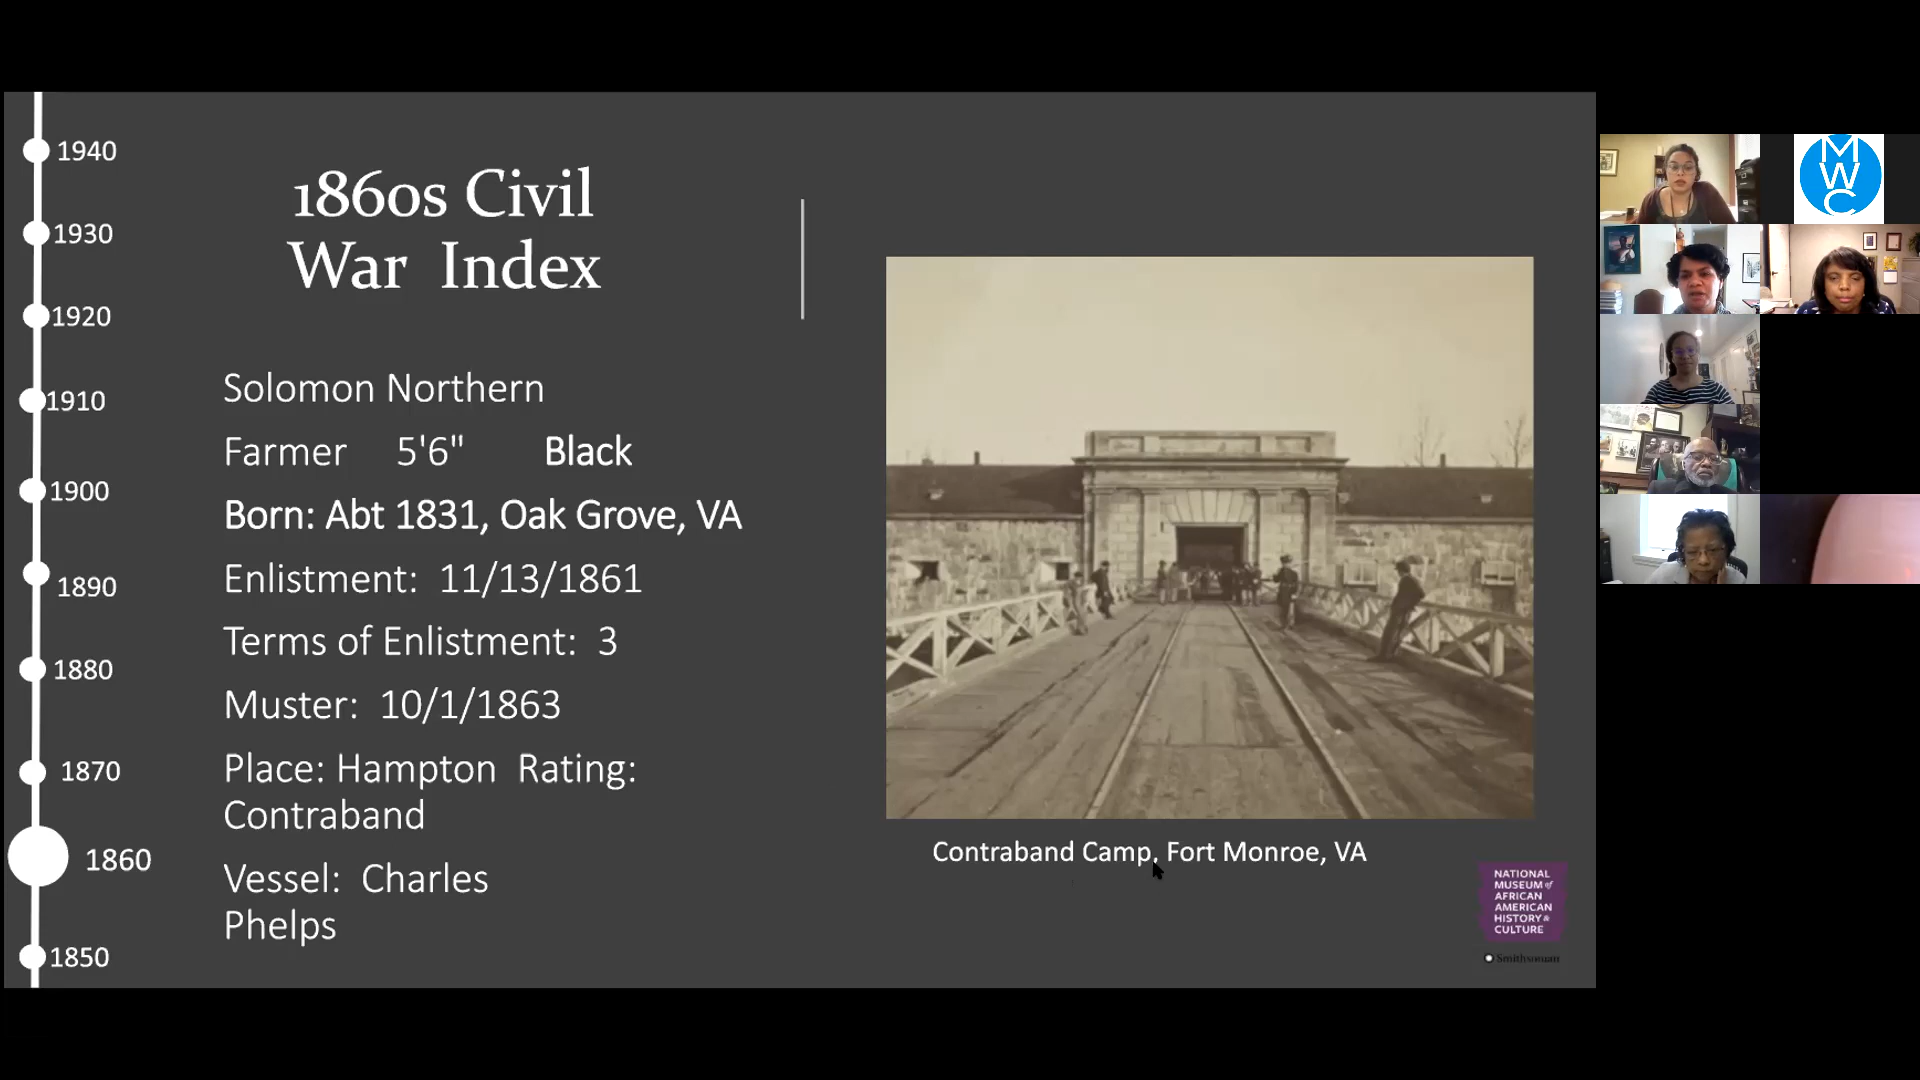 1940
1930
1920
1910
1900
1890
1880
1870
1860
1850
1860s Civil
War Index
Solomon Northern
Farmer 5'6" Black
Born: Abt 1831, Oak Grove, VA
Enlistment: 11/13/1861
Terms of Enlistment: 3
Muster: 10/1/1863
Place: Hampton Rating:
Contraband
Vessel: Charles
Phelps
Contraband Camp, Fort Monroe, VA
NATIONAL
MUSEUM of
AFRICAN
AMERICAN
HISTORY &
CULTURE
Smithsonian
M
W
C